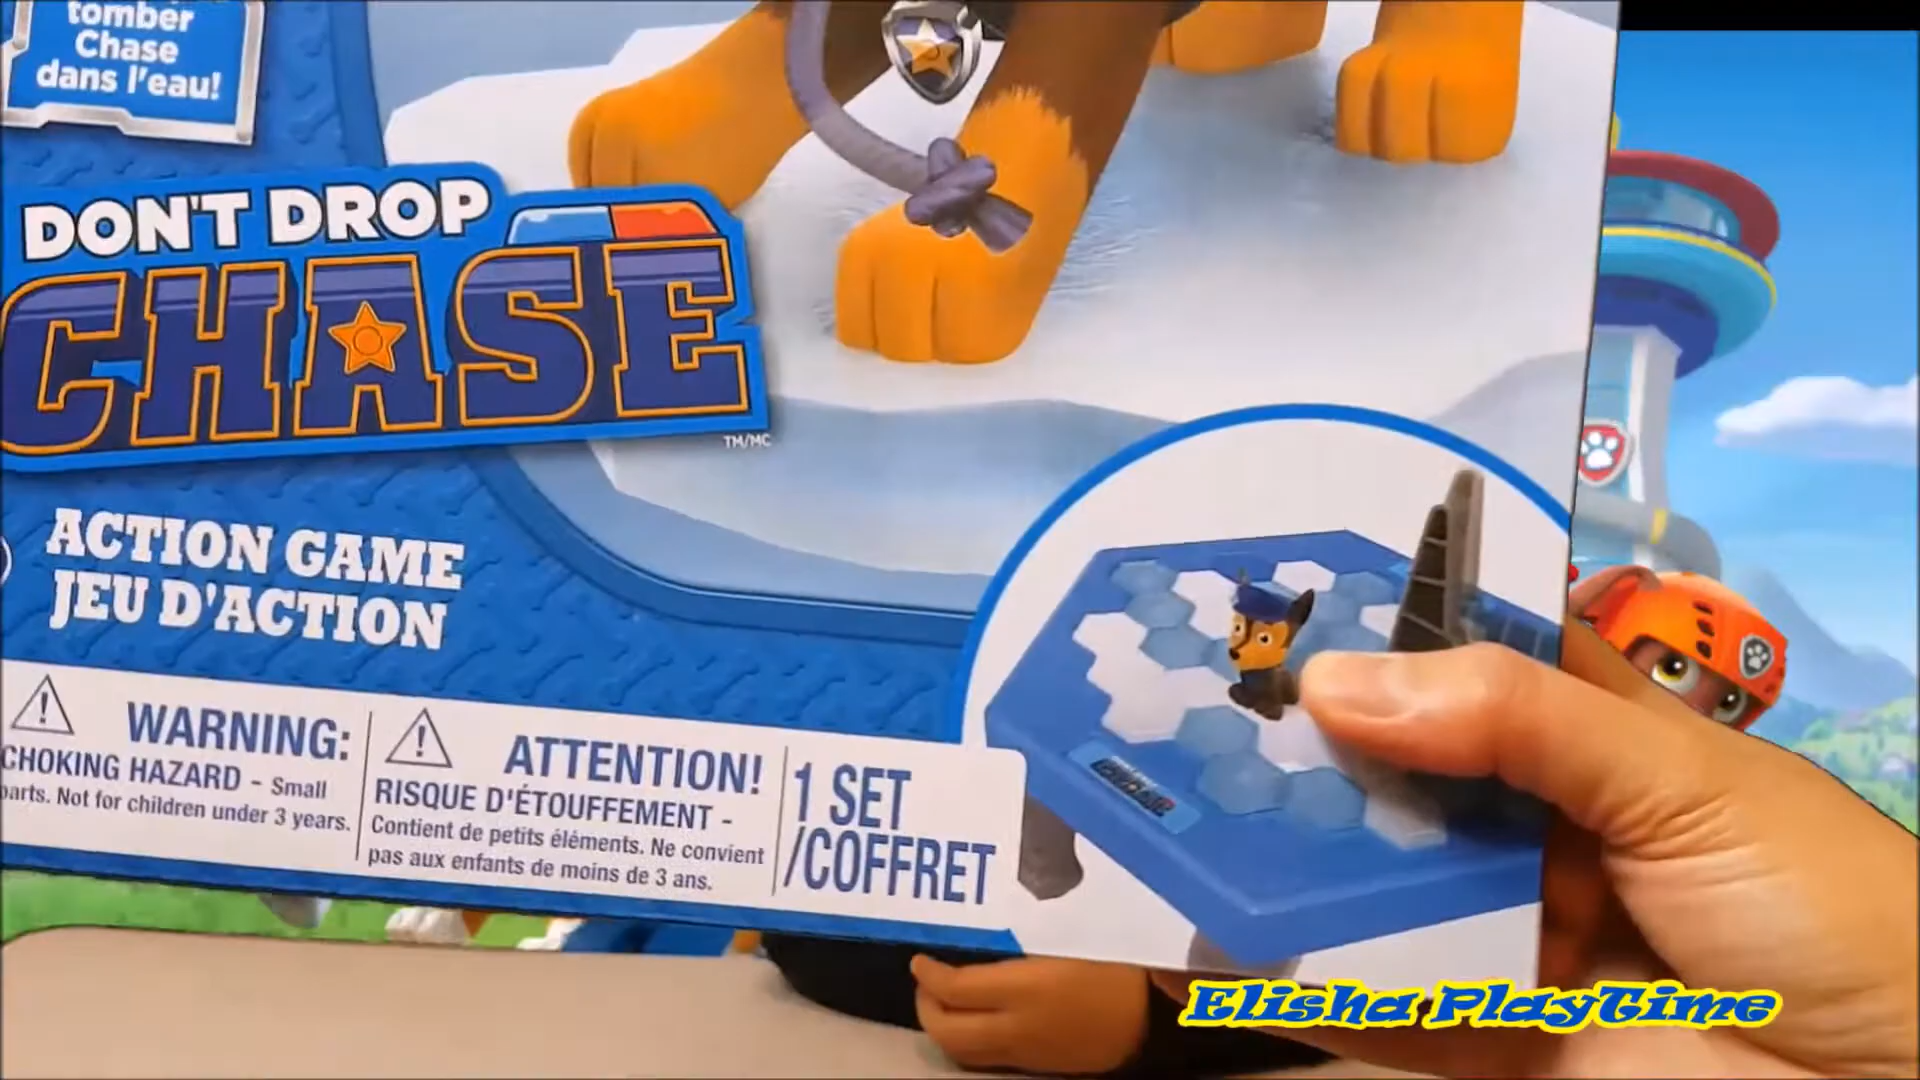 tomber
Chase
dans l'eau!
DON'T DROP
CHASE
TM/MC
ACTION GAME
JEU D'ACTION
WARNING:
CHOKING HAZARD - Small
parts. Not for children under 3 years.
ATTENTION!
RISQUE D'ÉTOUFFEMENT -
Contient de petits éléments. Ne convient
pas aux enfants de moins de 3 ans.
1 SET
/COFFRET
CHASE
Elisha PlayTime